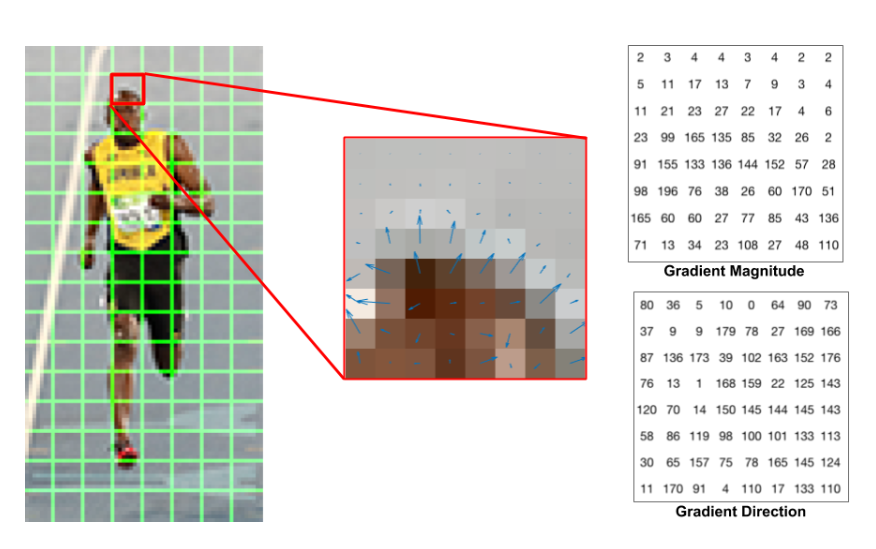 2 3 4 4 3 4 2 2
5 11 17 13 7 9 3 4
11 21 23 27 22 17 4 6
23 99 165 135 85 32 26 2
91 155 133 136 144 152 57 28
98 196 76 38 26 60 170 51
165 60 60 27 77 85 43 136
71 13 34 23 108 27 48 110
Gradient Magnitude
80 36 5 10 0 64 90 73
37 9 9 179 78 27 169 166
87 136 173 39 102 163 152 176
76 13 1 168 159 22 125 143
120 70 14 150 145 144 145 143
58 86 119 98 100 101 133 113
30 65 157 75 78 165 145 124
11 170 91 4 110 17 133 110
Gradient Direction